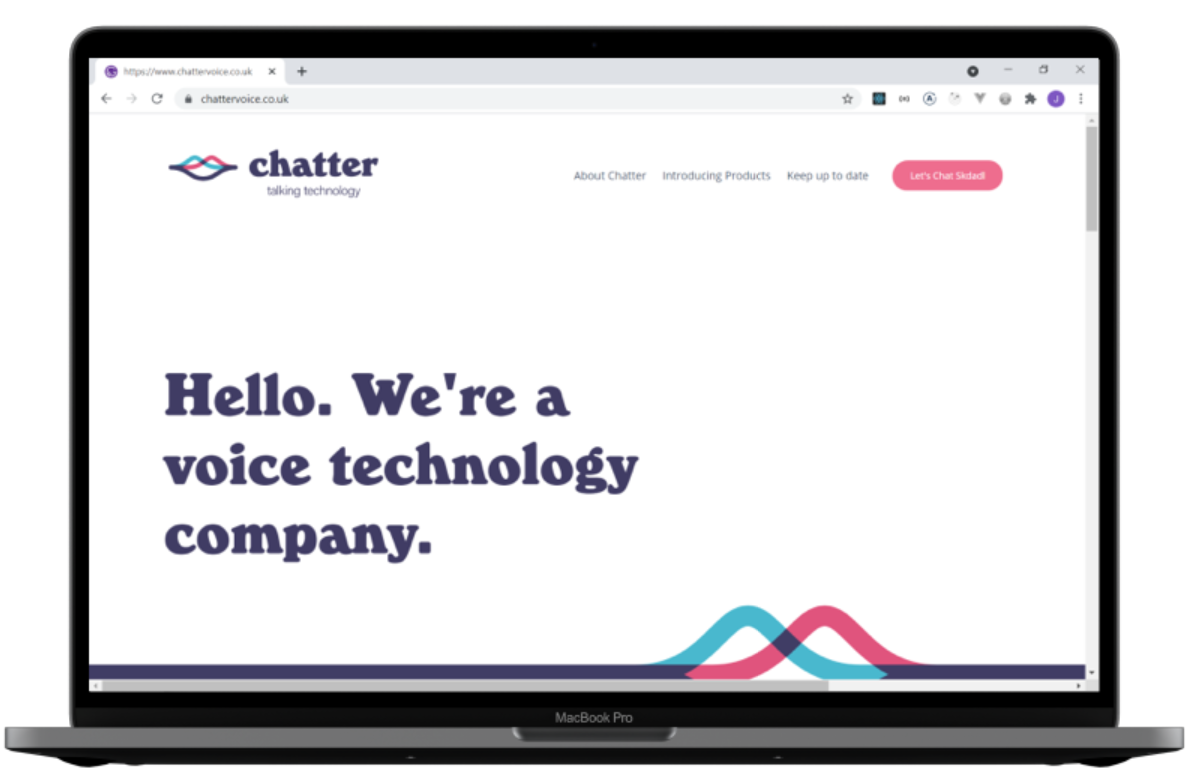 https://www.chattervoice.co.uk
chattervoice.co.uk
chatter
talking technology
About Chatter
Introducing Products
Keep up to date
Let's Chat Skdadl
Hello. We're a
voice technology
company.
MacBook Pro